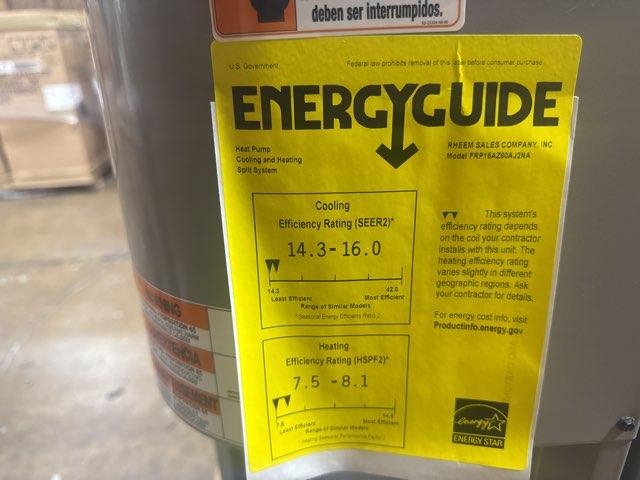 deben ser interrumpidos.
U.S. Government
Federal law prohibits removal of this label before consumer purchase
ENERGYGUIDE
Heat Pump
Cooling and Heating
Split System
RHEEM SALES COMPANY, INC.
Model FRP15AZ60AJ2NA
Cooling
Efficiency Rating (SEER2)*
14.3-16.0
14.3
42.0
Least Efficient
Most Efficient
Range of Similar Models
* Seasonal Energy Efficiency Ratio 2
This system's
efficiency rating depends
on the coil your contractor
installs with this unit. The
heating efficiency rating
varies slightly in different
geographic regions. Ask
your contractor for details.
For energy cost info, visit
Productinfo.energy.gov
Heating
Efficiency Rating (HSPF2)*
7.5 -8.1
Least Efficient
Most Efficient
Range of Similar Models
energy
ENERGY STAR